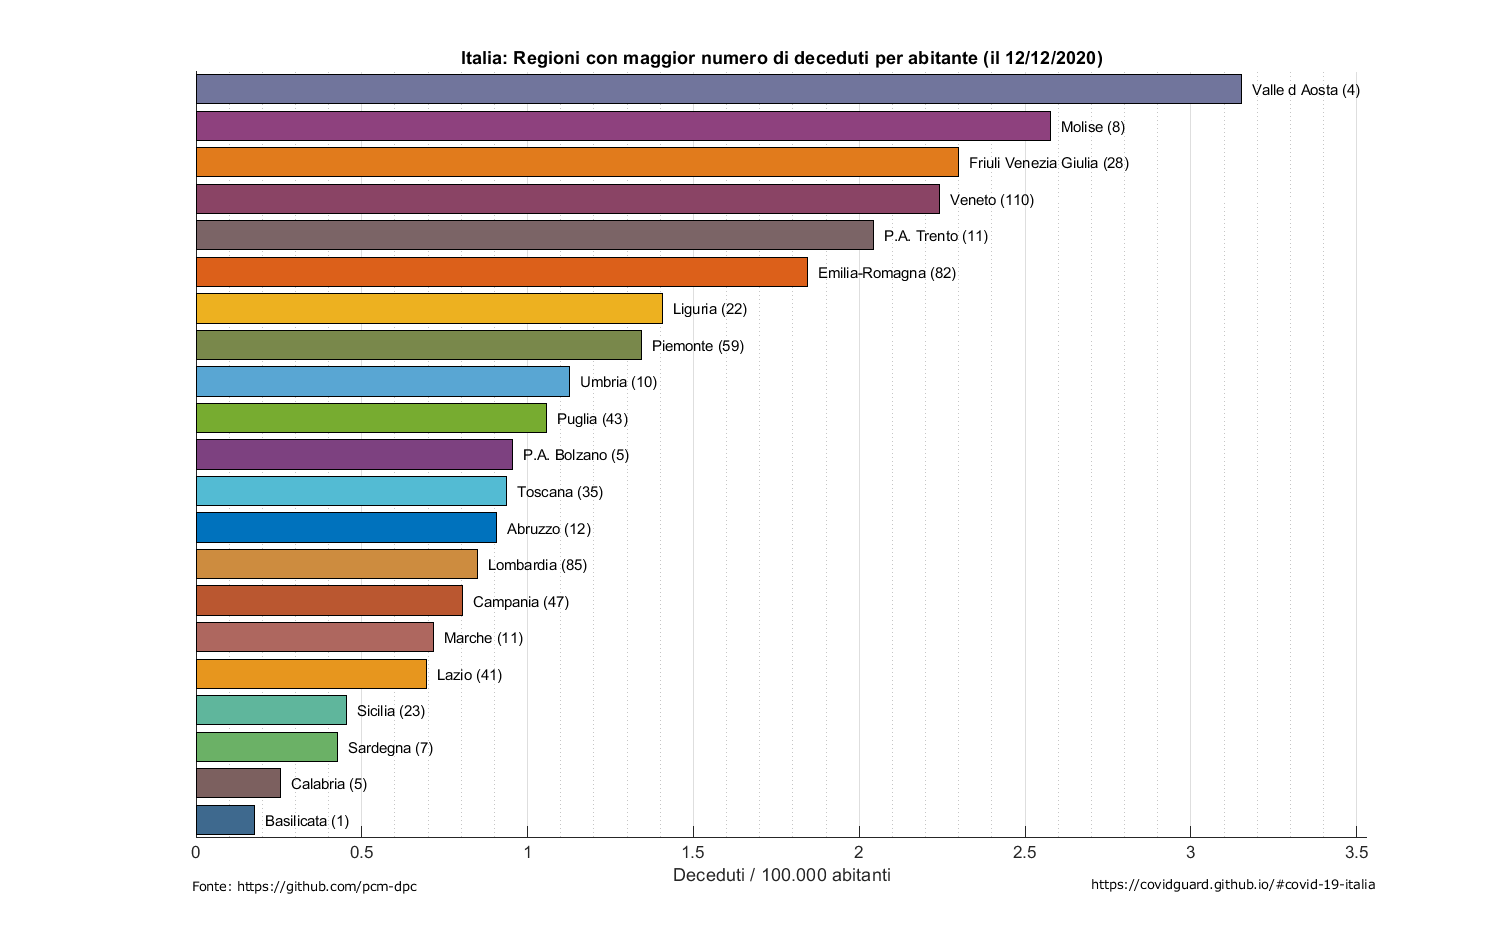 Italia: Regioni con maggior numero di deceduti per abitante (il 12/12/2020)
Valle d Aosta (4)
Molise (8)
Friuli Venezia Giulia (28)
Veneto (110)
P.A. Trento (11)
Emilia-Romagna (82)
Liguria (22)
Piemonte (59)
Umbria (10)
Puglia (43)
P.A. Bolzano (5)
Toscana (35)
Abruzzo (12)
Lombardia (85)
Campania (47)
Marche (11)
Lazio (41)
Sicilia (23)
Sardegna (7)
Calabria (5)
Basilicata (1)
0 0.5 1 1.5 2 2.5 3 3.5
Deceduti / 100.000 abitanti
Fonte: https://github.com/pcm-dpc
https://covidguard.github.io/#covid-19-italia